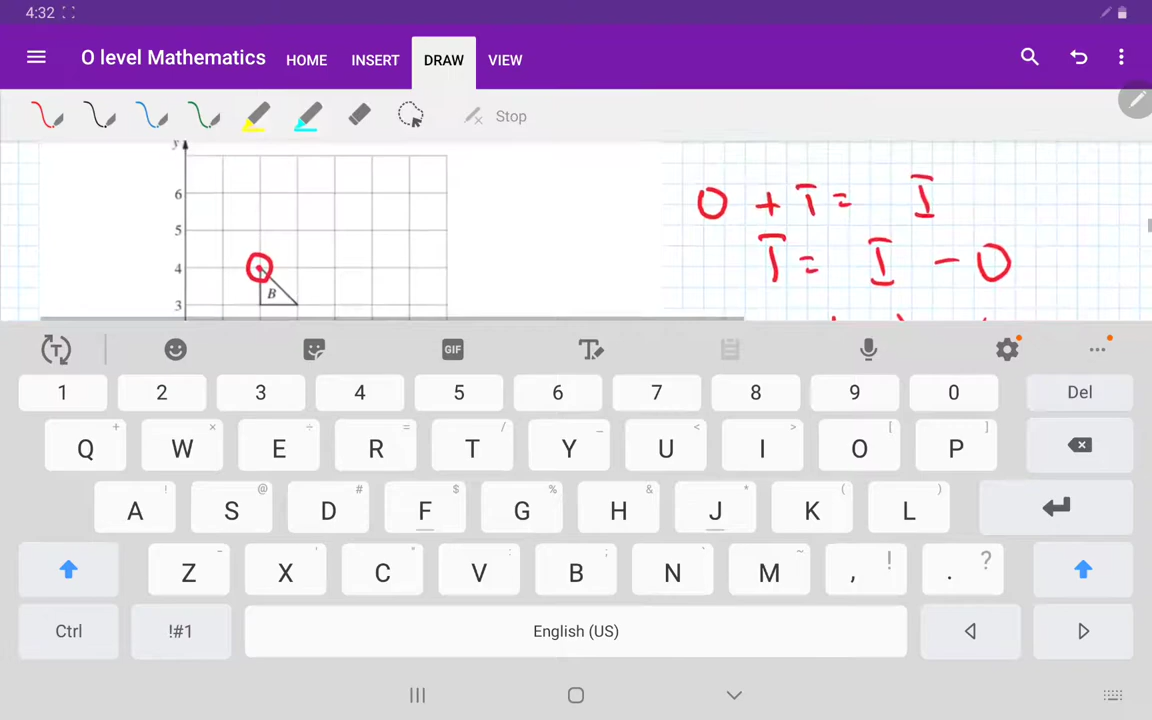 4:32
O level Mathematics HOME INSERT DRAW VIEW
Stop
y
6
5
4
B
3
O + T = I
T = I - O
GIF
1 2 3 4 5 6 7 8 9 0 Del
Q + W × E ÷ R = T / Y _ U < I > O [ P ]
A ! S @ D # F $ G % H & J * K ( L )
Z - X ' C " V : B ; N , M ~ , ! . ?
Ctrl !#1 English (US)